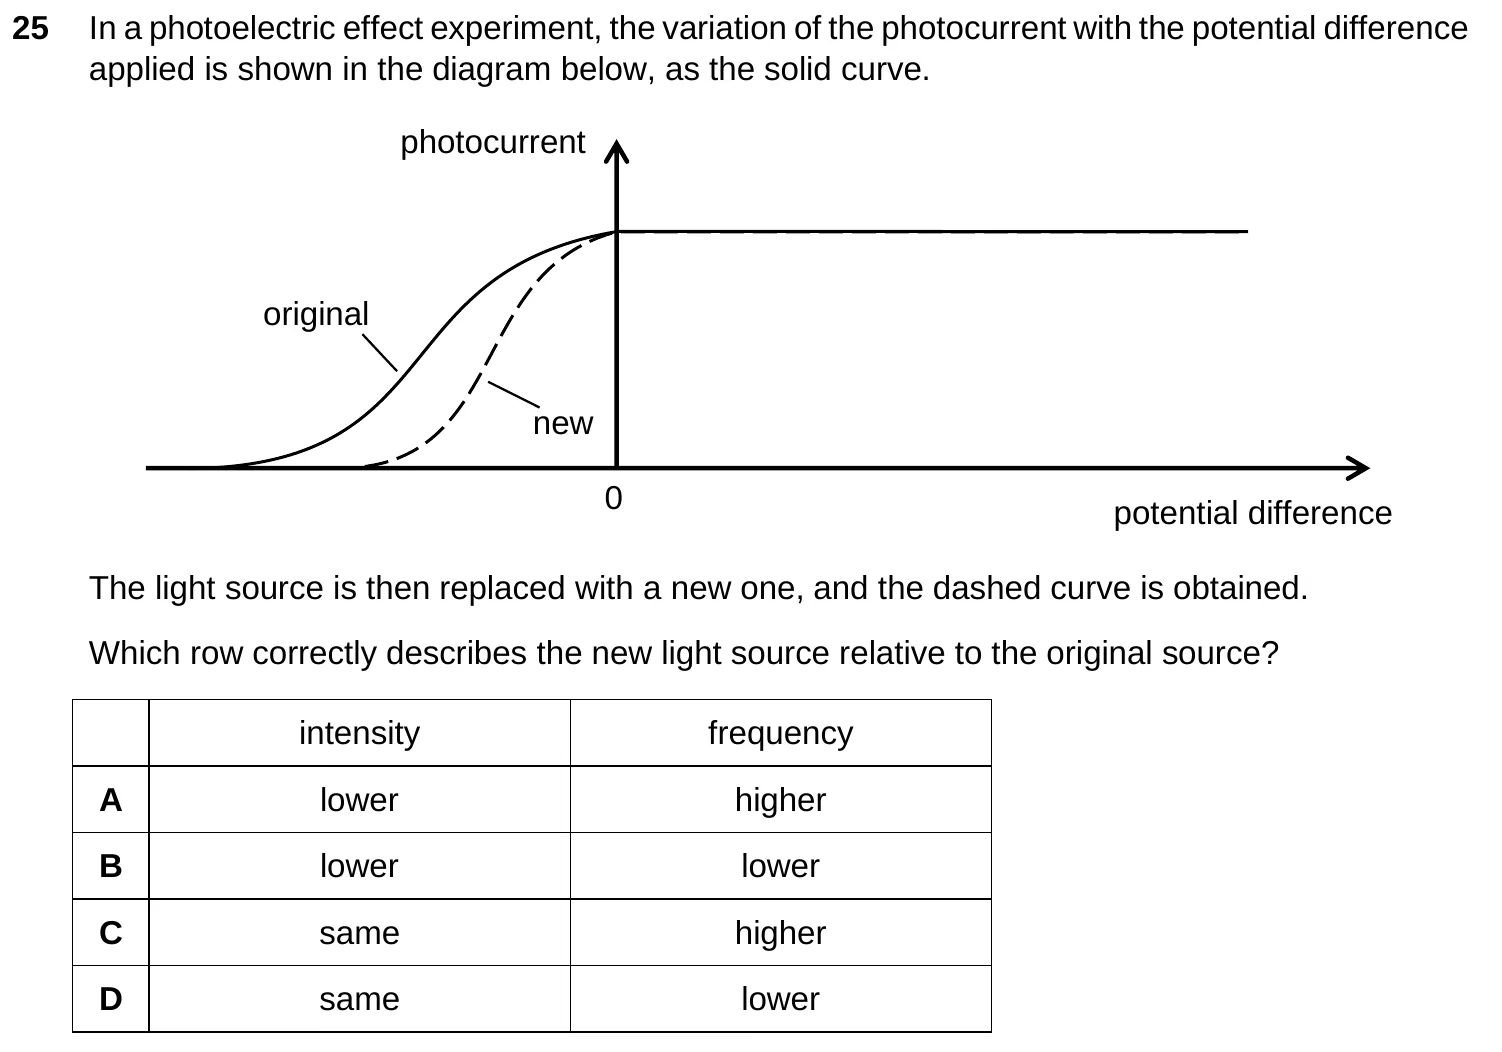 25 In a photoelectric effect experiment, the variation of the photocurrent with the potential difference
applied is shown in the diagram below, as the solid curve.
photocurrent
original
new
0
potential difference
The light source is then replaced with a new one, and the dashed curve is obtained.
Which row correctly describes the new light source relative to the original source?
intensity frequency
A lower higher
B lower lower
C same higher
D same lower